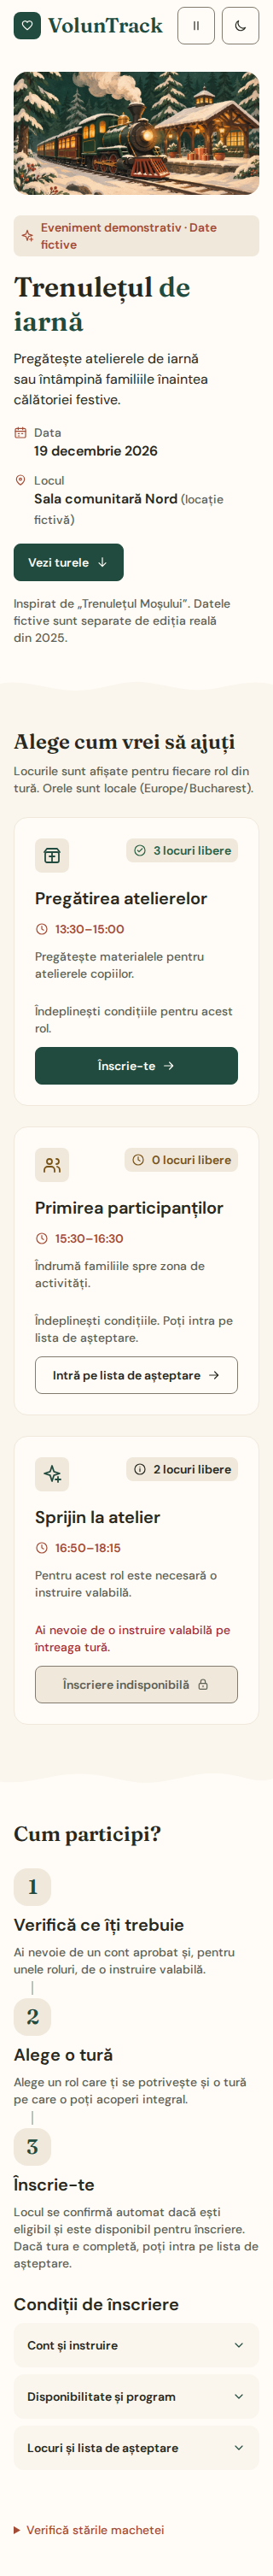 VolunTrack
Eveniment demonstrativ · Date
fictive
Trenulețul de
iarnă
Pregătește atelierele de iarnă
sau întâmpină familiile înaintea
călătoriei festive.
Data
19 decembrie 2026
Locul
Sala comunitară Nord (locație
fictivă)
Vezi turele
Inspirat de „Trenulețul Moșului”. Datele
fictive sunt separate de ediția reală
din 2025.
Alege cum vrei să ajuți
Locurile sunt afișate pentru fiecare rol din
tură. Orele sunt locale (Europe/Bucharest).
3 locuri libere
Pregătirea atelierelor
13:30–15:00
Pregătește materialele pentru
atelierele copiilor.
Îndeplinești condițiile pentru acest
rol.
Înscrie-te
0 locuri libere
Primirea participanților
15:30–16:30
Îndrumă familiile spre zona de
activități.
Îndeplinești condițiile. Poți intra pe
lista de așteptare.
Intră pe lista de așteptare
2 locuri libere
Sprijin la atelier
16:50–18:15
Pentru acest rol este necesară o
instruire valabilă.
Ai nevoie de o instruire valabilă pe
întreaga tură.
Înscriere indisponibilă
Cum participi?
1
Verifică ce îți trebuie
Ai nevoie de un cont aprobat și, pentru
unele roluri, de o instruire valabilă.
2
Alege o tură
Alege un rol care ți se potrivește și o tură
pe care o poți acoperi integral.
3
Înscrie-te
Locul se confirmă automat dacă ești
eligibil și este disponibil pentru înscriere.
Dacă tura e completă, poți intra pe lista de
așteptare.
Condiții de înscriere
Cont și instruire
Disponibilitate și program
Locuri și lista de așteptare
Verifică stările machetei